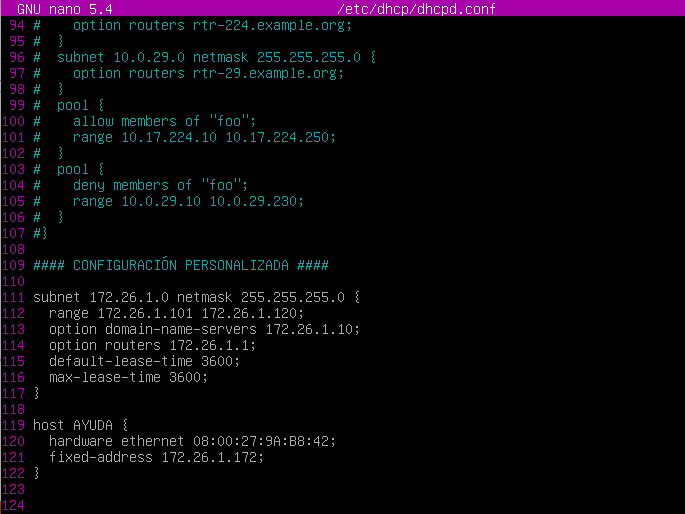 GNU nano 5.4 /etc/dhcp/dhcpd.conf
94 #    option routers rtr-224.example.org;
95 #  }
96 #  subnet 10.0.29.0 netmask 255.255.255.0 {
97 #    option routers rtr-29.example.org;
98 #  }
99 #  pool {
100 #    allow members of "foo";
101 #    range 10.17.224.10 10.17.224.250;
102 #  }
103 #  pool {
104 #    deny members of "foo";
105 #    range 10.0.29.10 10.0.29.230;
106 #  }
107 #}
108
109 #### CONFIGURACIÓN PERSONALIZADA ####
110
111 subnet 172.26.1.0 netmask 255.255.255.0 {
112   range 172.26.1.101 172.26.1.120;
113   option domain-name-servers 172.26.1.10;
114   option routers 172.26.1.1;
115   default-lease-time 3600;
116   max-lease-time 3600;
117 }
118
119 host AYUDA {
120   hardware ethernet 08:00:27:9A:B8:42;
121   fixed-address 172.26.1.172;
122 }
123
124